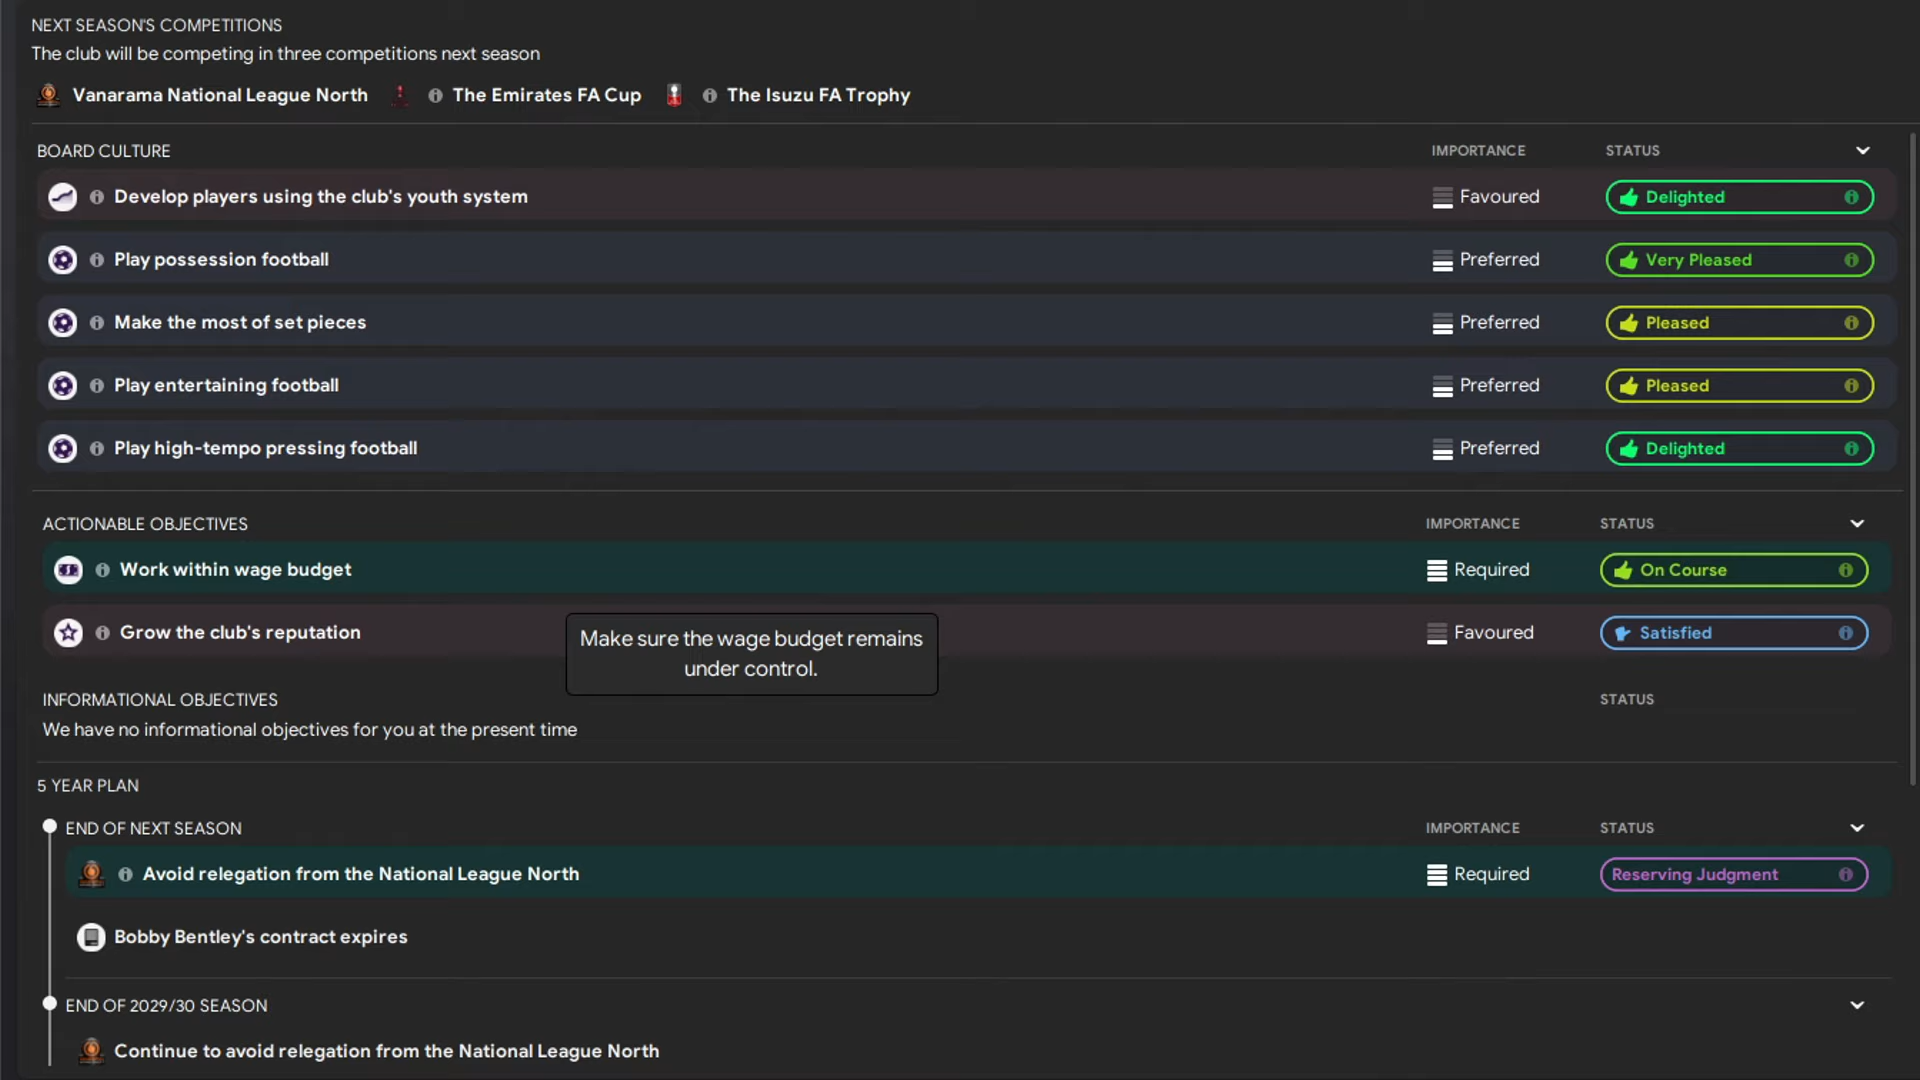 NEXT SEASON'S COMPETITIONS
The club will be competing in three competitions next season
Vanarama National League North The Emirates FA Cup The Isuzu FA Trophy
BOARD CULTURE IMPORTANCE STATUS
Develop players using the club's youth system Favoured Delighted
Play possession football Preferred Very Pleased
Make the most of set pieces Preferred Pleased
Play entertaining football Preferred Pleased
Play high-tempo pressing football Preferred Delighted
ACTIONABLE OBJECTIVES IMPORTANCE STATUS
Work within wage budget Required On Course
Grow the club's reputation Favoured Satisfied
Make sure the wage budget remains
under control.
INFORMATIONAL OBJECTIVES STATUS
We have no informational objectives for you at the present time
5 YEAR PLAN
END OF NEXT SEASON IMPORTANCE STATUS
Avoid relegation from the National League North Required Reserving Judgment
Bobby Bentley's contract expires
END OF 2029/30 SEASON
Continue to avoid relegation from the National League North